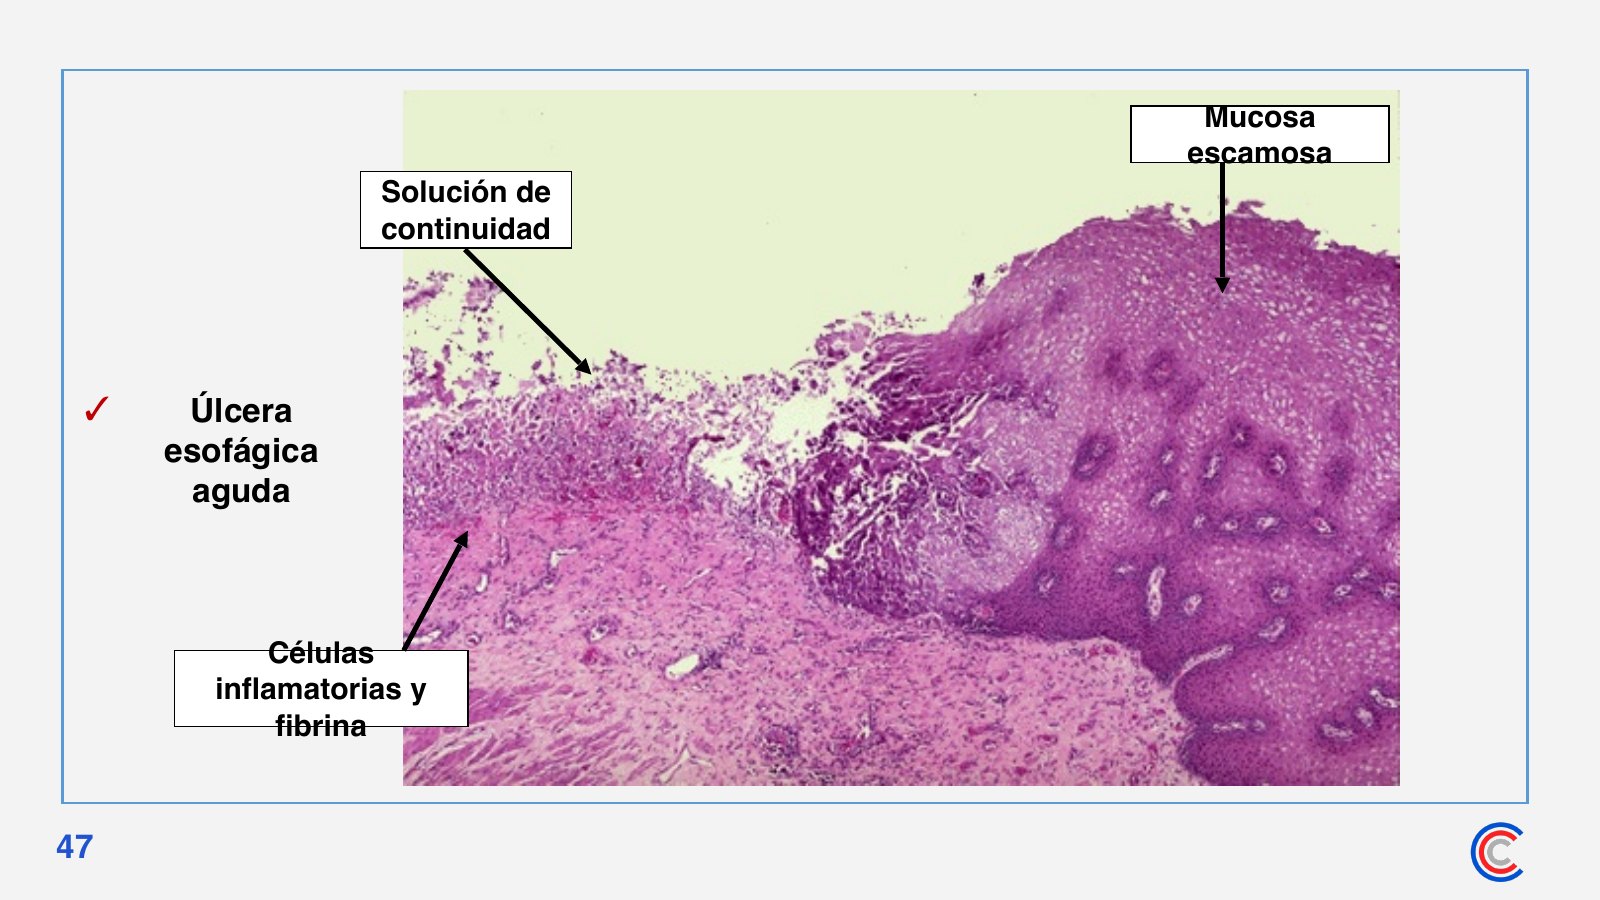 Mucosa
escamosa
Solución de
continuidad
✓ Úlcera
esofágica
aguda
Células
inflamatorias y
fibrina
47